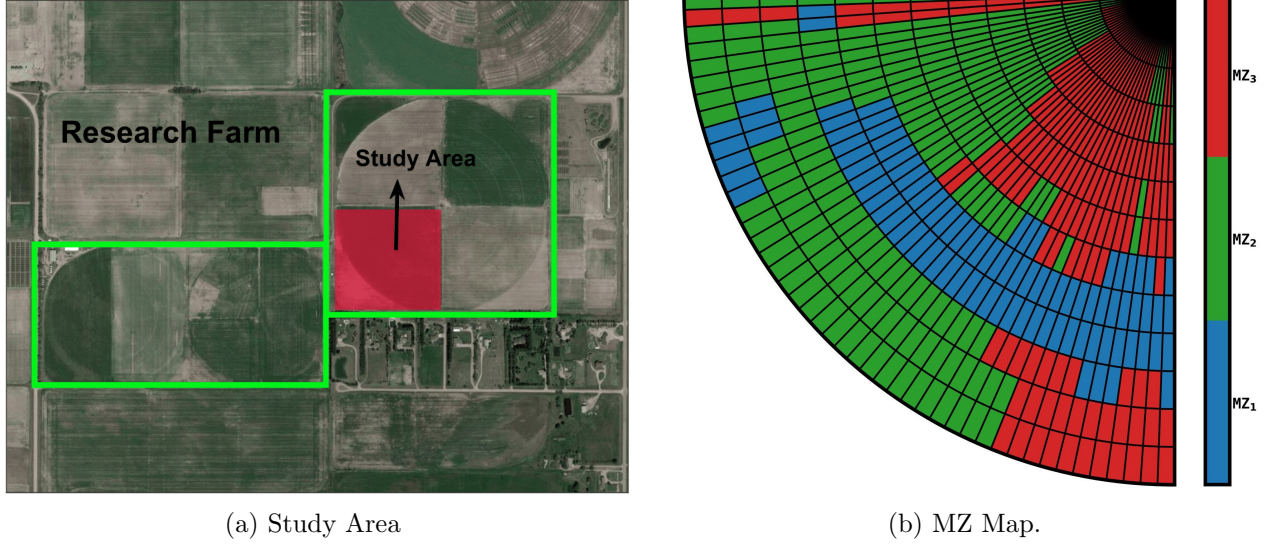 Research Farm
Study Area
MZ₃
MZ₂
MZ₁
(a) Study Area
(b) MZ Map.